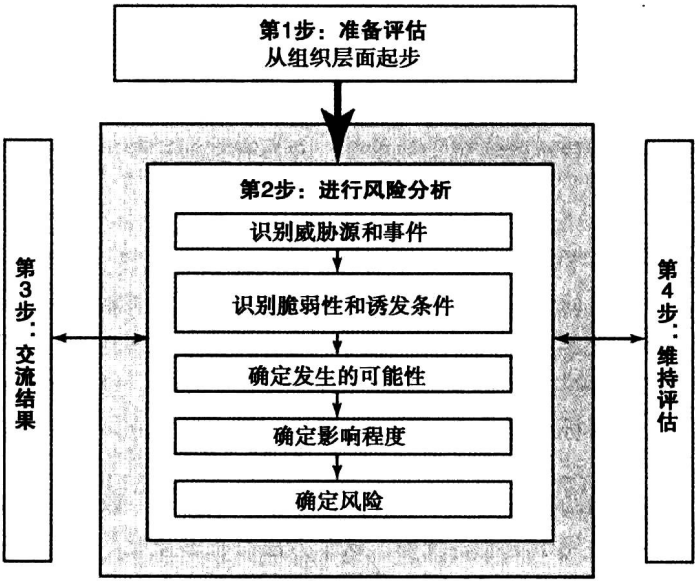 第1步：准备评估
从组织层面起步
第2步：进行风险分析
识别威胁源和事件
识别脆弱性和诱发条件
确定发生的可能性
确定影响程度
确定风险
第3步：交流结果
第4步：维持评估